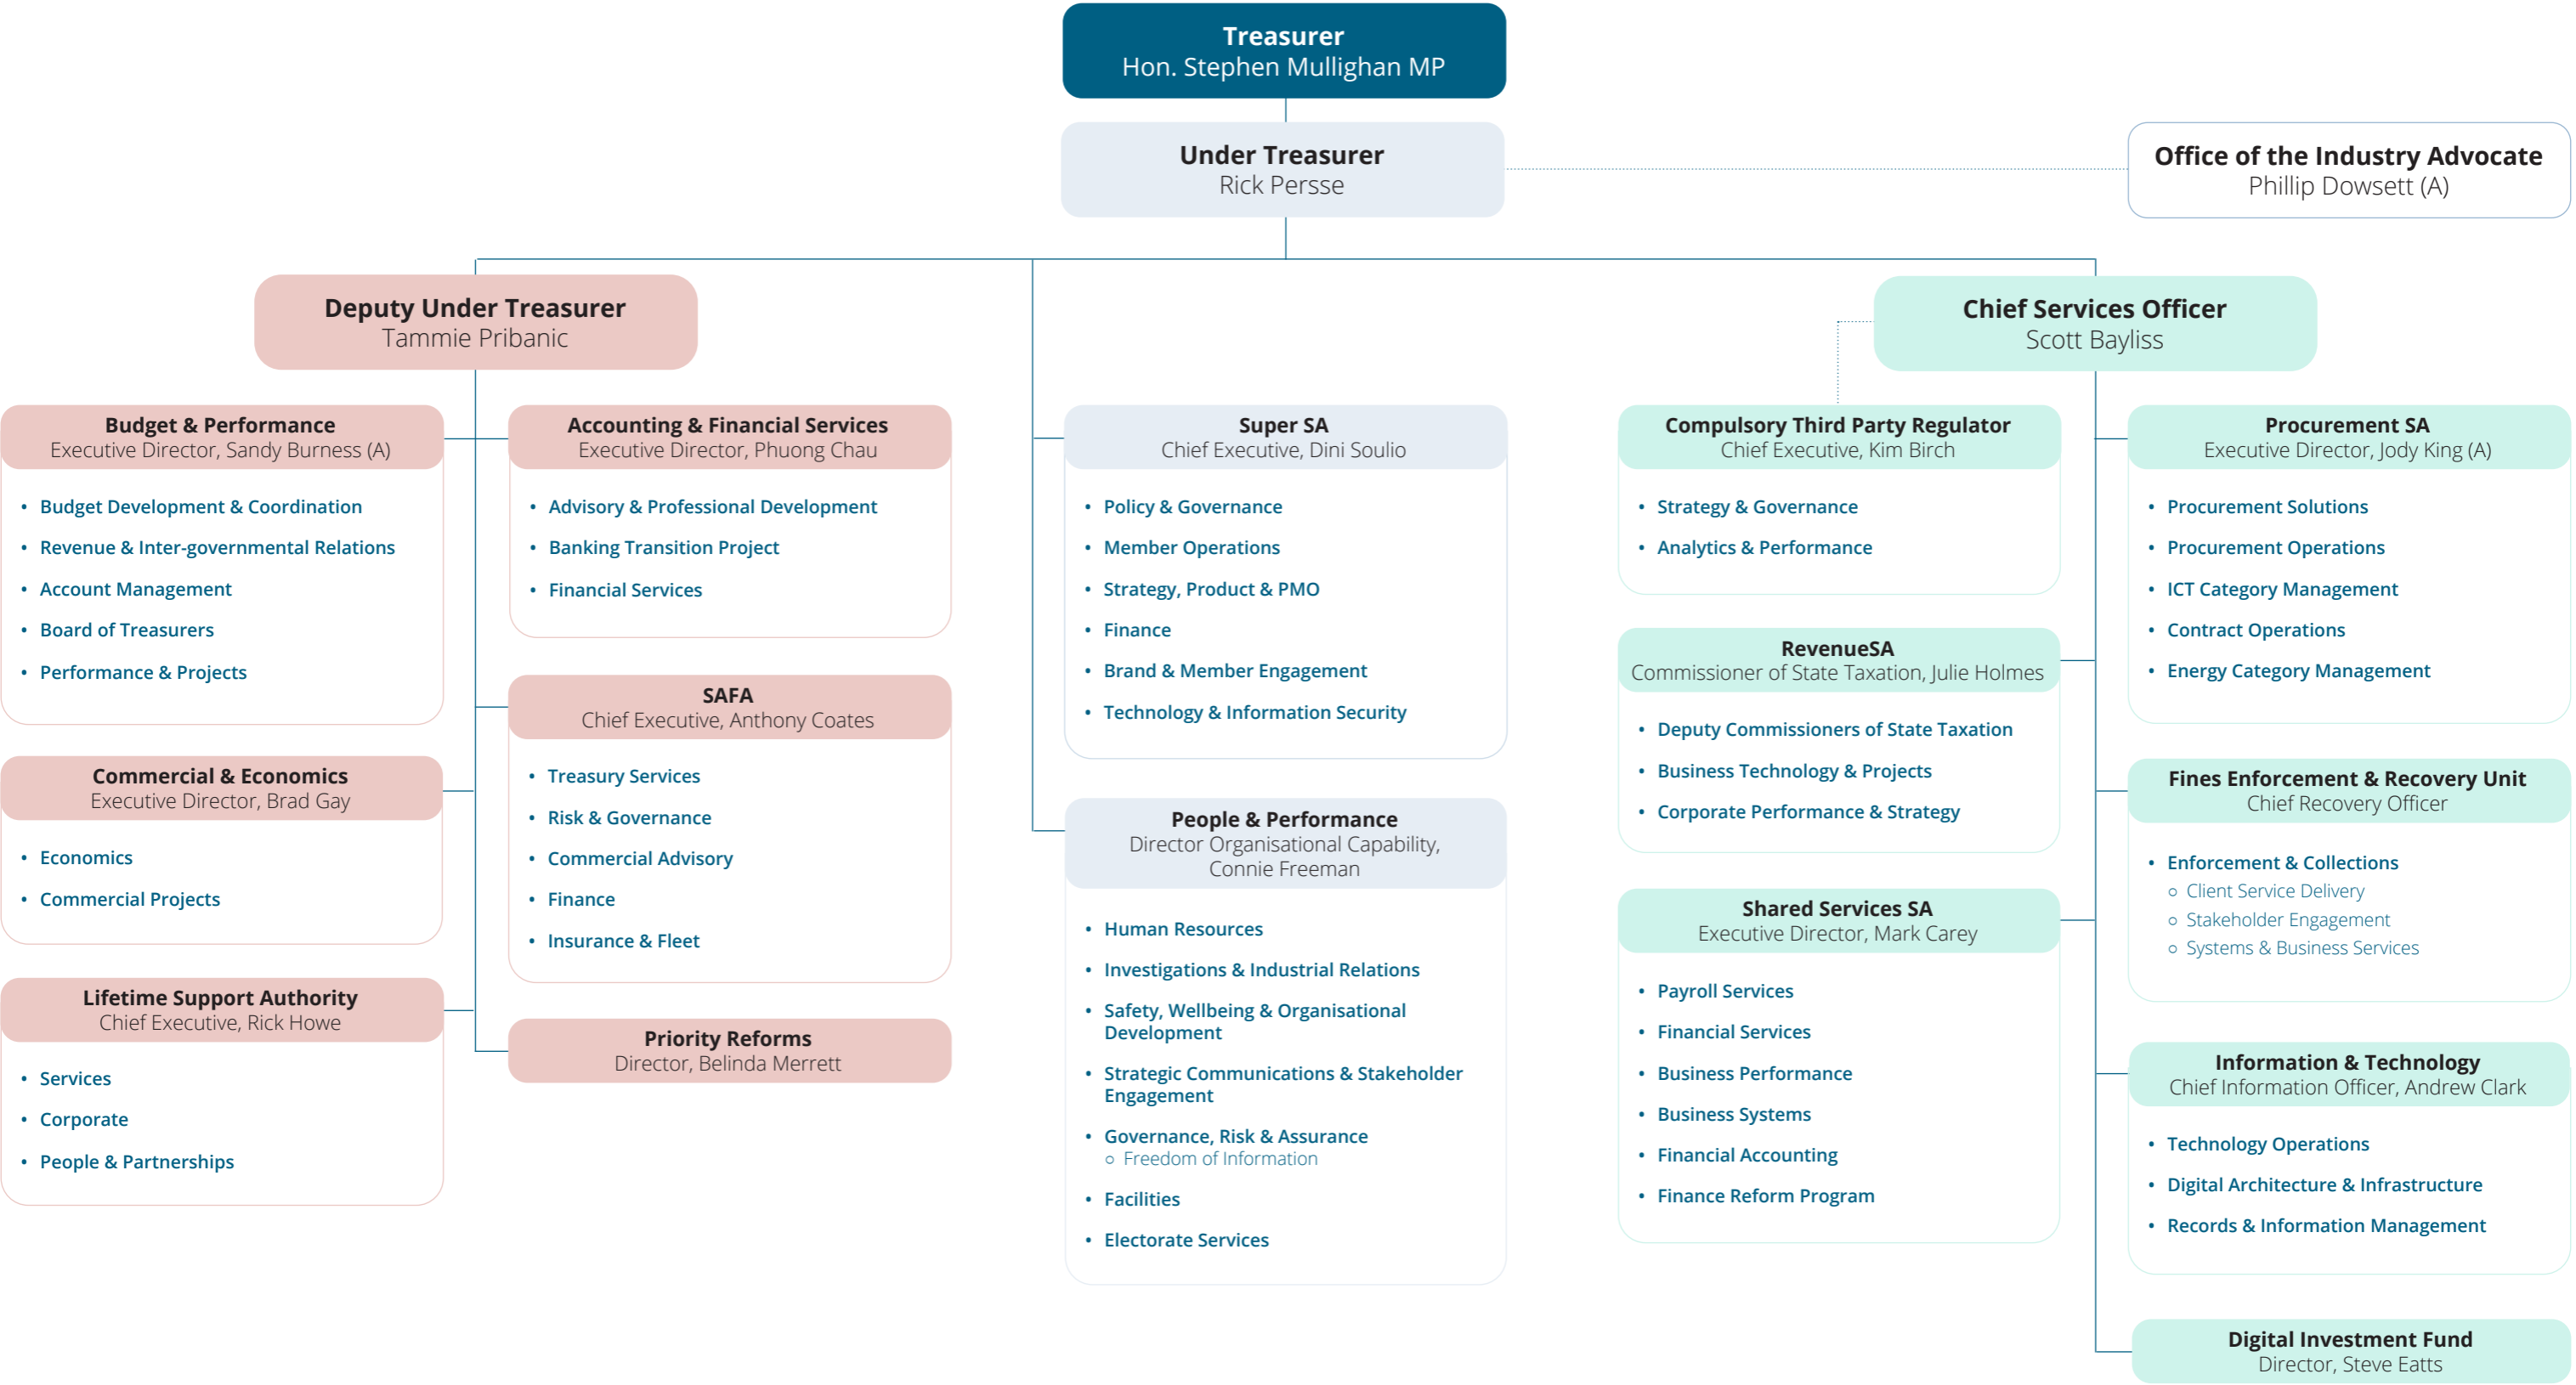 Treasurer
Hon. Stephen Mullighan MP
Under Treasurer
Rick Persse
Office of the Industry Advocate
Phillip Dowsett (A)
Deputy Under Treasurer
Tammie Pribanic
Chief Services Officer
Scott Bayliss
Budget & Performance
Executive Director, Sandy Burness (A)
• Budget Development & Coordination
• Revenue & Inter-governmental Relations
• Account Management
• Board of Treasurers
• Performance & Projects
Commercial & Economics
Executive Director, Brad Gay
• Economics
• Commercial Projects
Lifetime Support Authority
Chief Executive, Rick Howe
• Services
• Corporate
• People & Partnerships
Accounting & Financial Services
Executive Director, Phuong Chau
• Advisory & Professional Development
• Banking Transition Project
• Financial Services
SAFA
Chief Executive, Anthony Coates
• Treasury Services
• Risk & Governance
• Commercial Advisory
• Finance
• Insurance & Fleet
Priority Reforms
Director, Belinda Merrett
Super SA
Chief Executive, Dini Soulio
• Policy & Governance
• Member Operations
• Strategy, Product & PMO
• Finance
• Brand & Member Engagement
• Technology & Information Security
People & Performance
Director Organisational Capability,
Connie Freeman
• Human Resources
• Investigations & Industrial Relations
• Safety, Wellbeing & Organisational
Development
• Strategic Communications & Stakeholder
Engagement
• Governance, Risk & Assurance
○ Freedom of Information
• Facilities
• Electorate Services
Compulsory Third Party Regulator
Chief Executive, Kim Birch
• Strategy & Governance
• Analytics & Performance
RevenueSA
Commissioner of State Taxation, Julie Holmes
• Deputy Commissioners of State Taxation
• Business Technology & Projects
• Corporate Performance & Strategy
Shared Services SA
Executive Director, Mark Carey
• Payroll Services
• Financial Services
• Business Performance
• Business Systems
• Financial Accounting
• Finance Reform Program
Procurement SA
Executive Director, Jody King (A)
• Procurement Solutions
• Procurement Operations
• ICT Category Management
• Contract Operations
• Energy Category Management
Fines Enforcement & Recovery Unit
Chief Recovery Officer
• Enforcement & Collections
○ Client Service Delivery
○ Stakeholder Engagement
○ Systems & Business Services
Information & Technology
Chief Information Officer, Andrew Clark
• Technology Operations
• Digital Architecture & Infrastructure
• Records & Information Management
Digital Investment Fund
Director, Steve Eatts